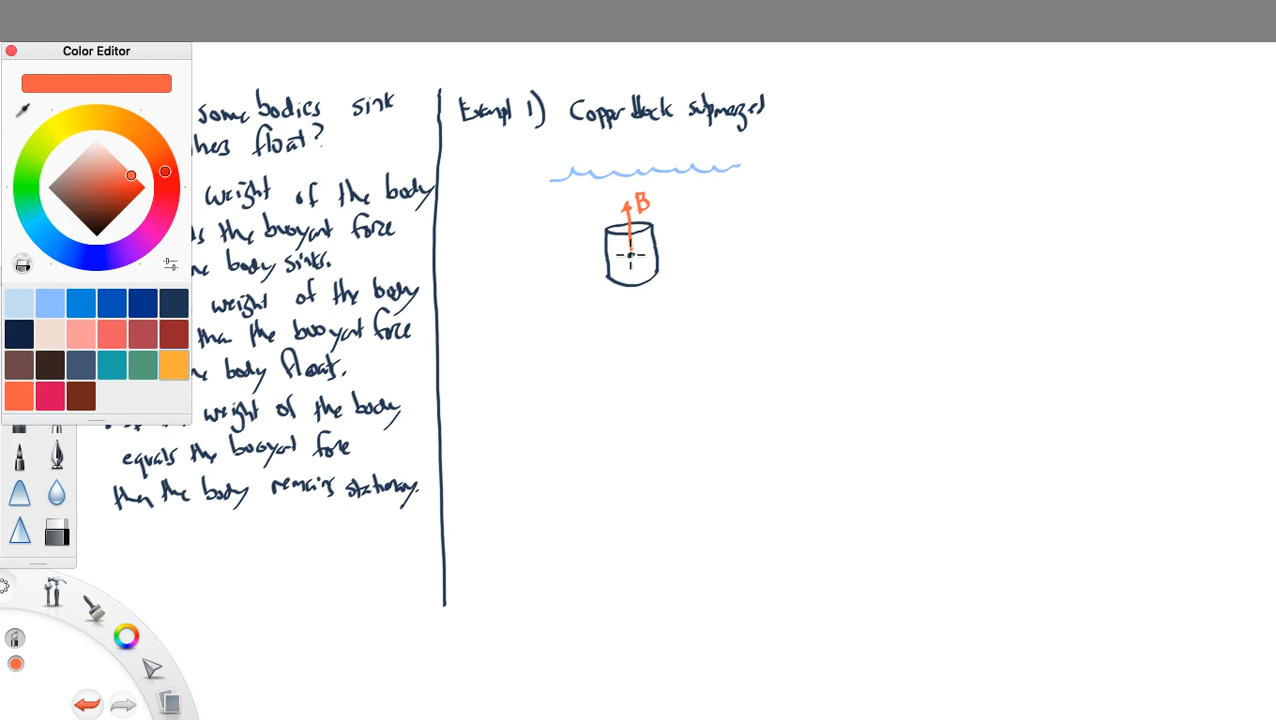 Color Editor
some bodies sink
float?
weight of the body
the buoyant force
body sinks.
weight of the body
than the buoyant force
body float.
weight of the body
equals the buoyant force
then the body remains stationary.
Exampl 1) Copper block submerged
B